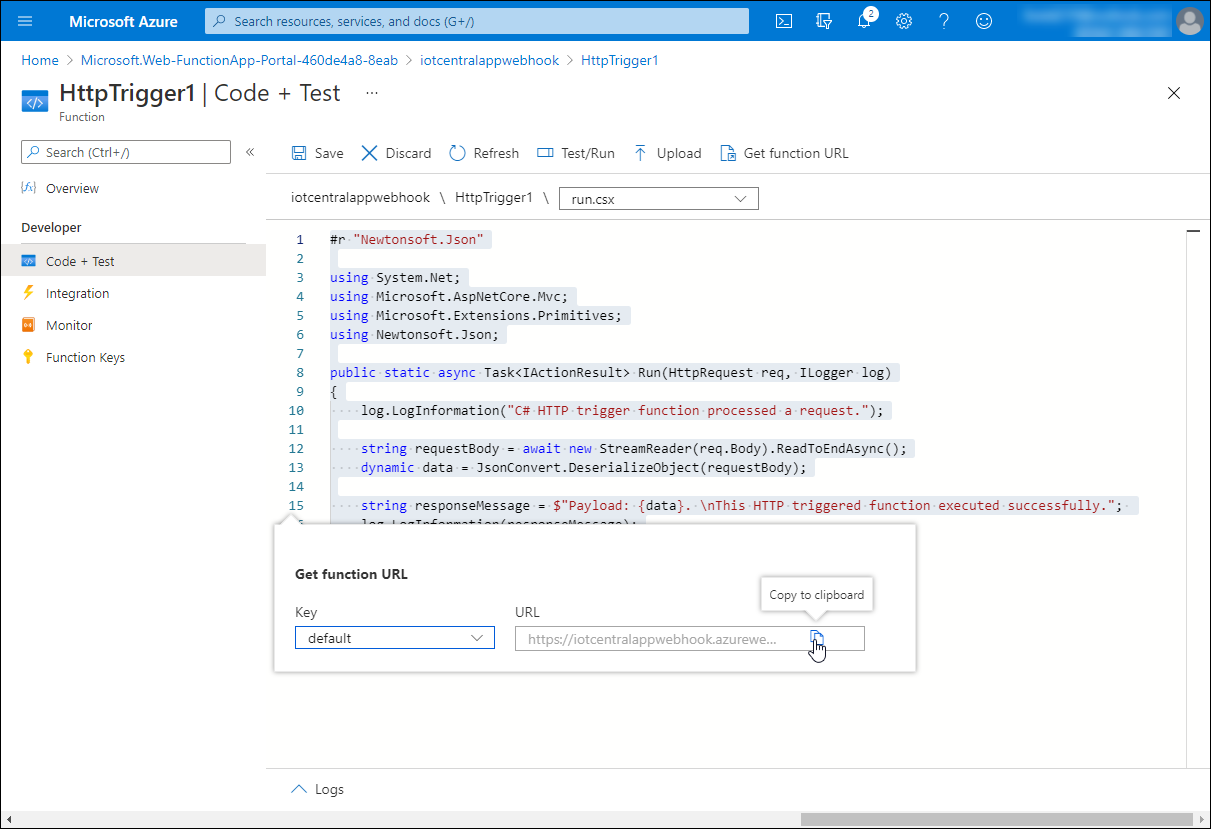 Microsoft Azure
Search resources, services, and docs (G+/)
2
Home > Microsoft.Web-FunctionApp-Portal-460de4a8-8eab > iotcentralappwebhook > HttpTrigger1
HttpTrigger1 | Code + Test ...
Function
Search (Ctrl+/) «
Save Discard Refresh Test/Run Upload Get function URL
Overview
iotcentralappwebhook \ HttpTrigger1 \ run.csx
Developer
Code + Test
Integration
Monitor
Function Keys
1 #r "Newtonsoft.Json"
2
3 using System.Net;
4 using Microsoft.AspNetCore.Mvc;
5 using Microsoft.Extensions.Primitives;
6 using Newtonsoft.Json;
7
8 public static async Task<IActionResult> Run(HttpRequest req, ILogger log)
9 {
10 log.LogInformation("C# HTTP trigger function processed a request.");
11
12 string requestBody = await new StreamReader(req.Body).ReadToEndAsync();
13 dynamic data = JsonConvert.DeserializeObject(requestBody);
14
15 string responseMessage = $"Payload: {data}. \nThis HTTP triggered function executed successfully.";
log.LogInformation(responseMessage);
Get function URL
Copy to clipboard
Key URL
default https://iotcentralappwebhook.azurewe...
Logs